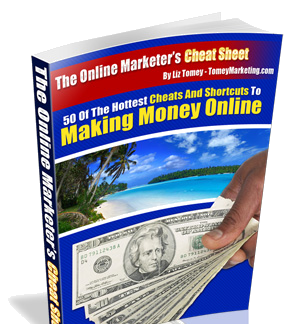 The Online Marketer's Cheat Sheet
By Liz Tomey - TomeyMarketing.com
50 Of The Hottest Cheats And Shortcuts To
Making Money Online
The Online Marketer's Cheat
20